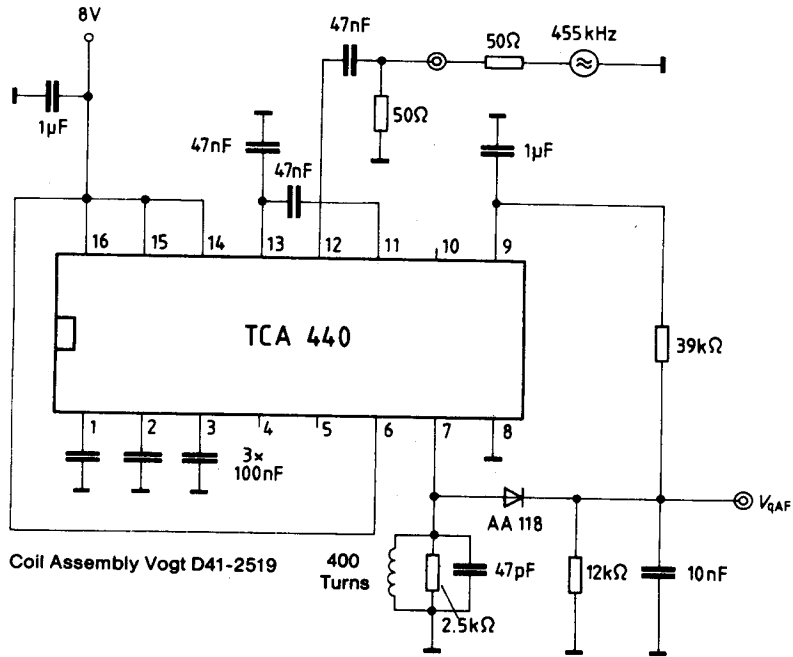 8V
47nF
50Ω
455kHz
1µF
50Ω
47nF
47nF
1µF
16 15 14 13 12 11 10 9
TCA 440
39kΩ
1 2 3 4 5 6 7 8
3×
100nF
AA 118
VqAF
Coil Assembly Vogt D41-2519
400
Turns
47pF
12kΩ
10nF
2.5kΩ